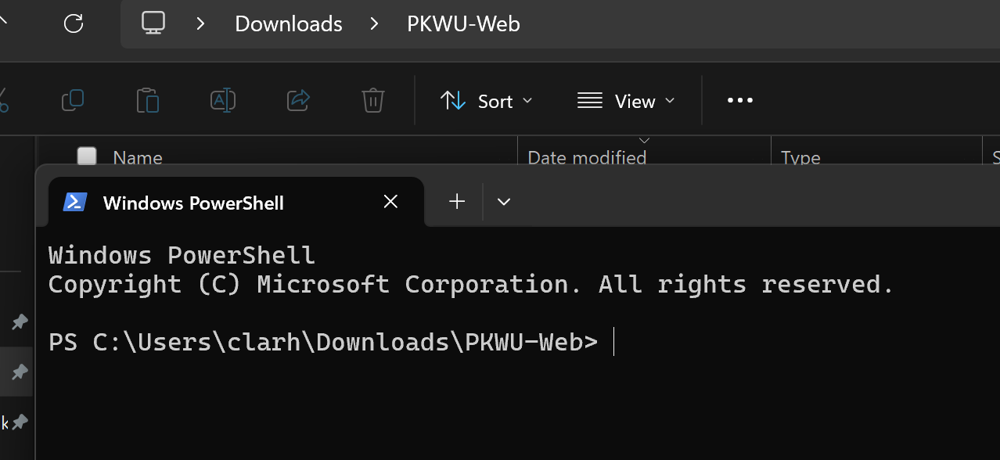 Downloads > PKWU-Web
Sort
View
Name
Date modified
Type
Windows PowerShell
Windows PowerShell
Copyright (C) Microsoft Corporation. All rights reserved.
PS C:\Users\clarh\Downloads\PKWU-Web>